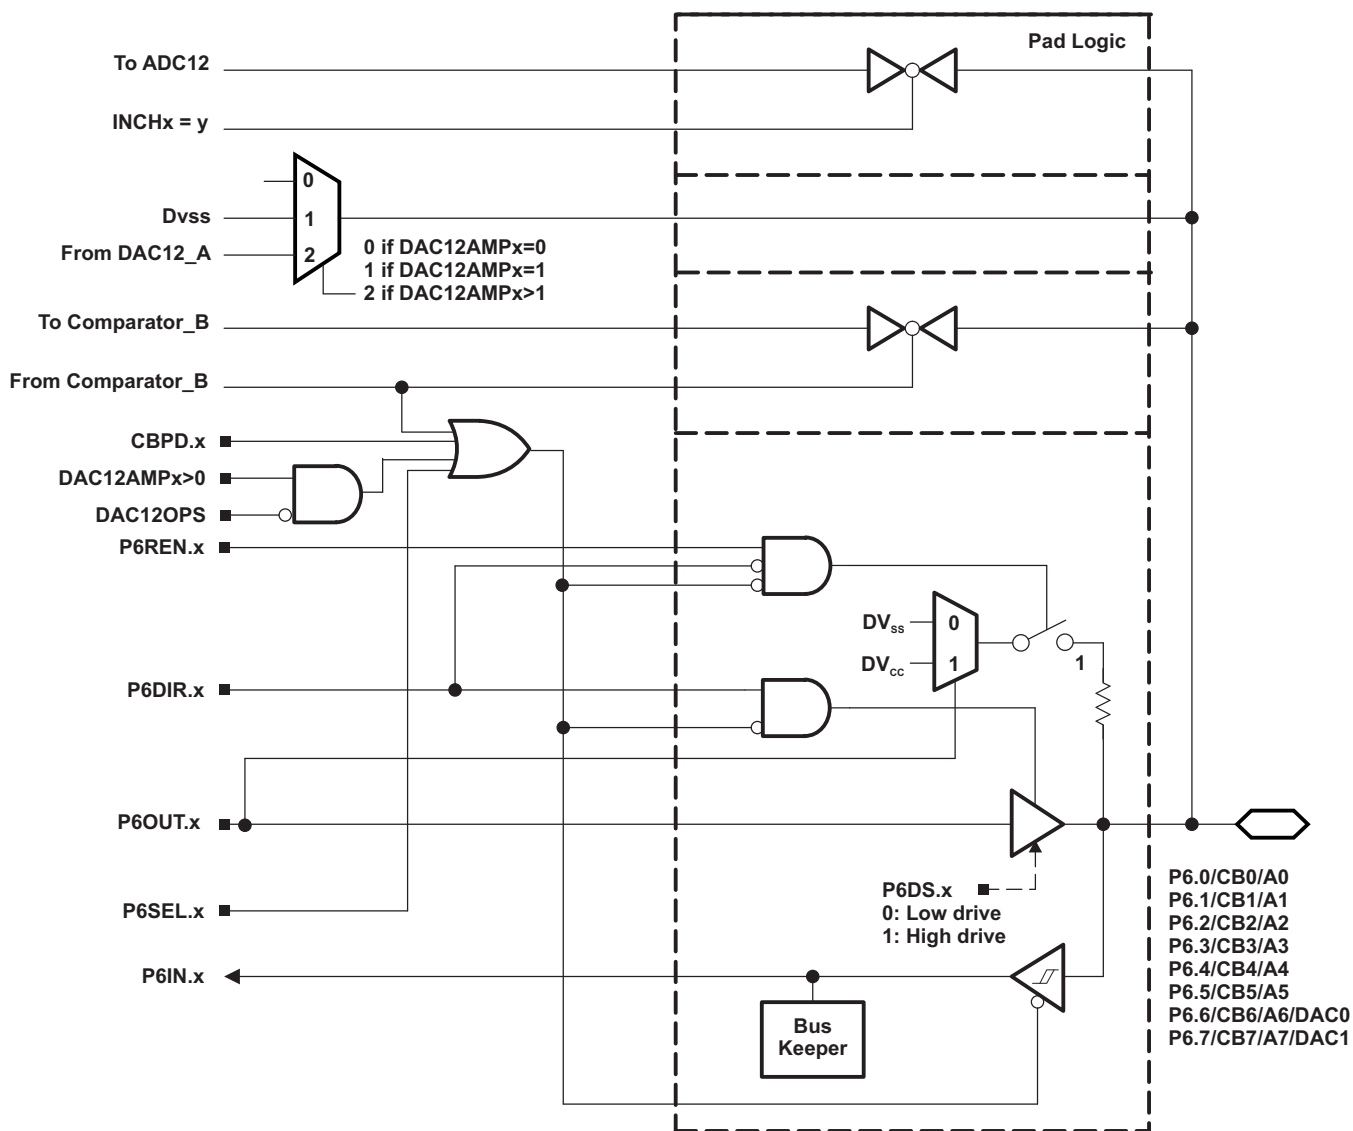 Pad Logic
To ADC12
INCHx = y
0
Dvss
1
From DAC12_A
2
0 if DAC12AMPx=0
1 if DAC12AMPx=1
2 if DAC12AMPx>1
To Comparator_B
From Comparator_B
CBPD.x
DAC12AMPx>0
DAC12OPS
P6REN.x
DVss
0
DVcc
1
1
P6DIR.x
P6OUT.x
P6DS.x
0: Low drive
1: High drive
P6SEL.x
P6IN.x
Bus
Keeper
P6.0/CB0/A0
P6.1/CB1/A1
P6.2/CB2/A2
P6.3/CB3/A3
P6.4/CB4/A4
P6.5/CB5/A5
P6.6/CB6/A6/DAC0
P6.7/CB7/A7/DAC1